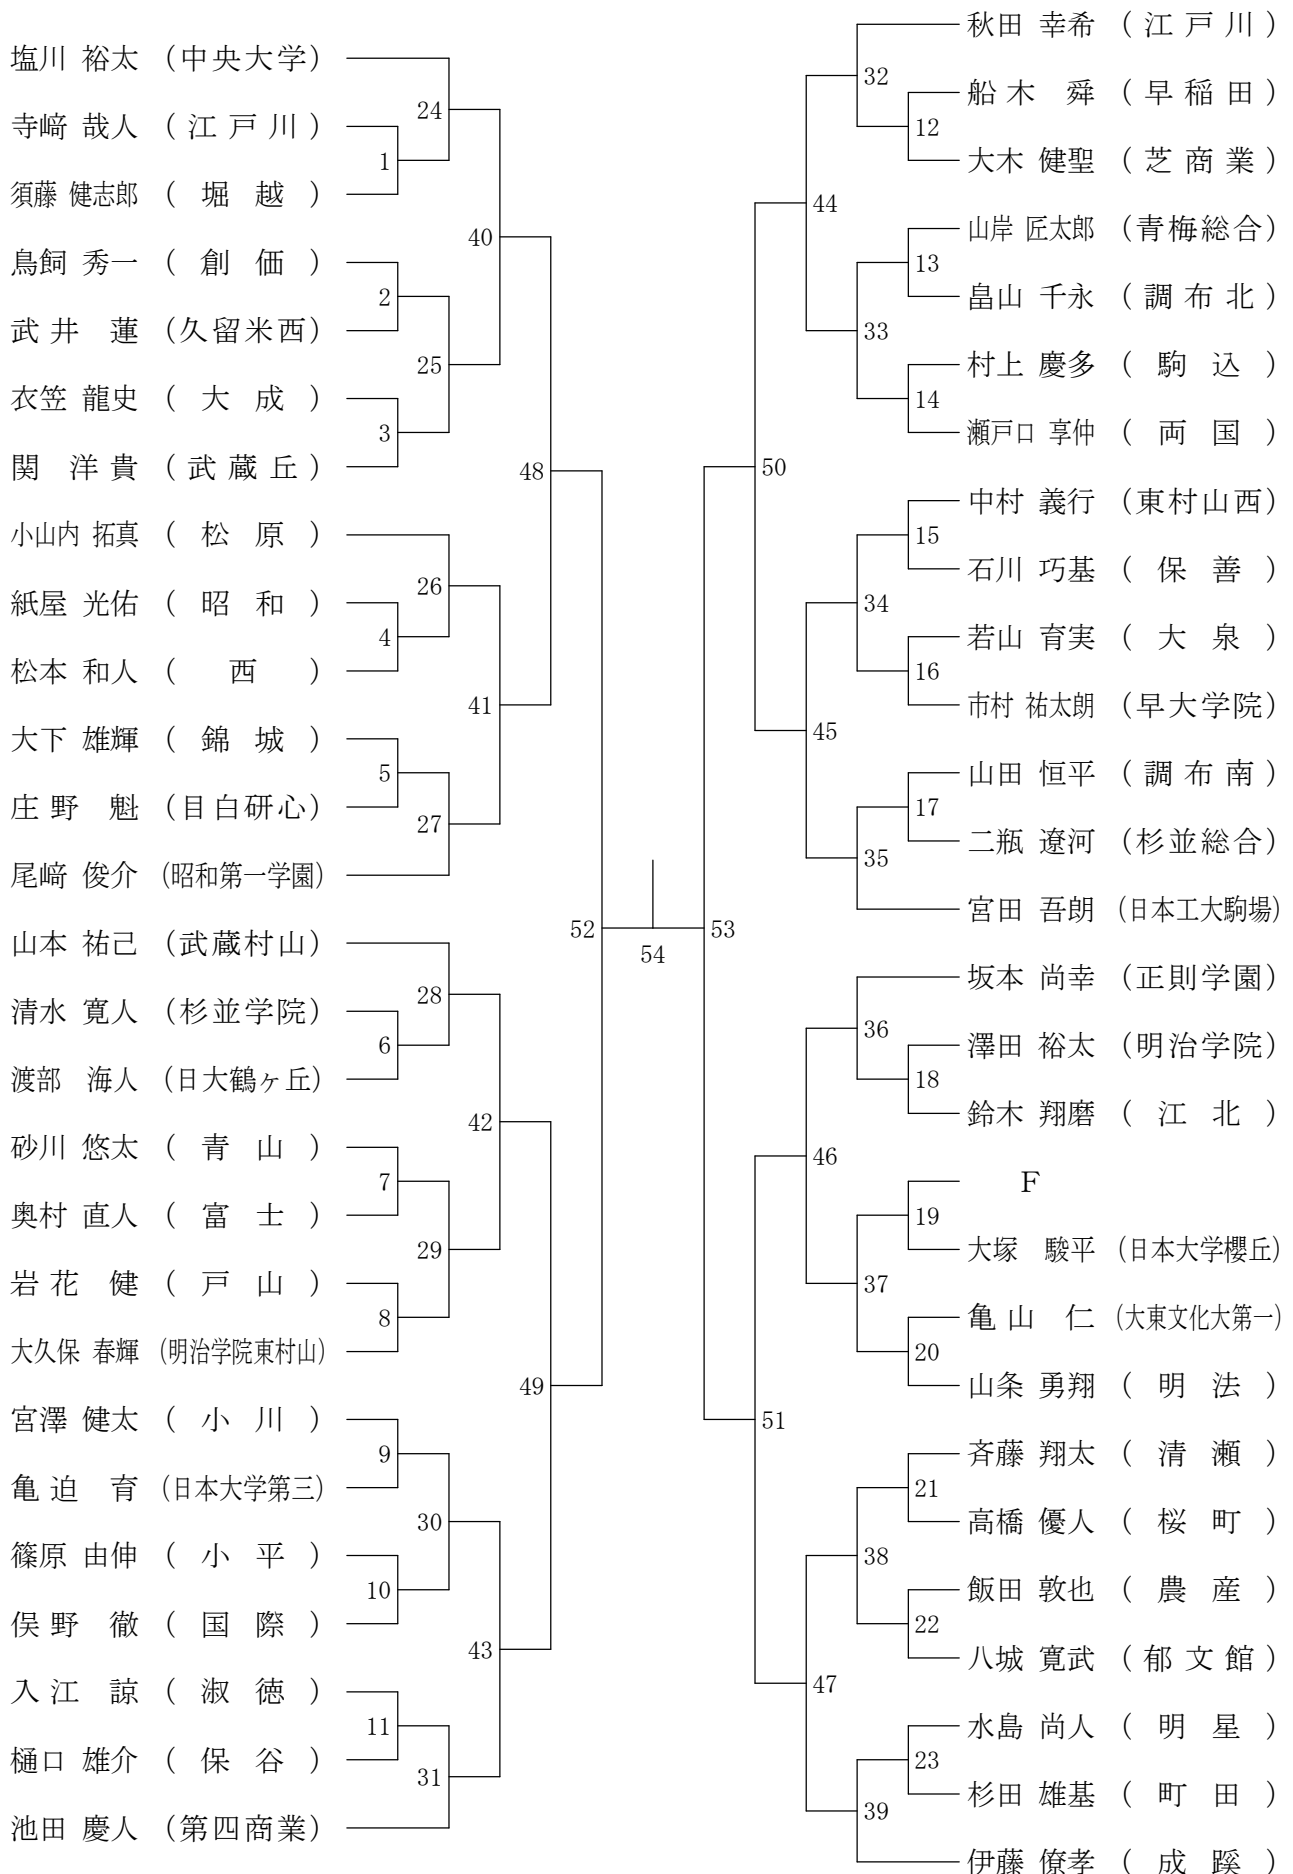 塩川 裕太 (中央大学)
24
寺﨑 哉人 (江戸川)
1
須藤 健志郎 (堀越)
40
鳥飼 秀一 (創価)
2
武井 蓮 (久留米西)
25
衣笠 龍史 (大成)
3
関 洋貴 (武蔵丘)
48
小山内 拓真 (松原)
26
紙屋 光佑 (昭和)
4
松本 和人 (西)
41
大下 雄輝 (錦城)
5
庄野 魁 (目白研心)
27
尾﨑 俊介 (昭和第一学園)
52
山本 祐己 (武蔵村山)
28
清水 寛人 (杉並学院)
6
渡部 海人 (日大鶴ヶ丘)
42
砂川 悠太 (青山)
7
奥村 直人 (富士)
29
岩花 健 (戸山)
8
大久保 春輝 (明治学院東村山)
49
宮澤 健太 (小川)
9
亀迫 育 (日本大学第三)
30
篠原 由伸 (小平)
10
俣野 徹 (国際)
43
入江 諒 (淑徳)
11
樋口 雄介 (保谷)
31
池田 慶人 (第四商業)
54
秋田 幸希 (江戸川)
32
船木 舜 (早稲田)
12
大木 健聖 (芝商業)
44
山岸 匠太郎 (青梅総合)
13
畠山 千永 (調布北)
33
村上 慶多 (駒込)
14
瀬戸口 享仲 (両国)
50
中村 義行 (東村山西)
15
石川 巧基 (保善)
34
若山 育実 (大泉)
16
市村 祐太朗 (早大学院)
45
山田 恒平 (調布南)
17
二瓶 遼河 (杉並総合)
35
宮田 吾朗 (日本工大駒場)
53
坂本 尚幸 (正則学園)
36
澤田 裕太 (明治学院)
18
鈴木 翔磨 (江北)
46
F
19
大塚 駿平 (日本大学櫻丘)
37
亀山 仁 (大東文化大第一)
20
山条 勇翔 (明法)
51
斉藤 翔太 (清瀬)
21
高橋 優人 (桜町)
38
飯田 敦也 (農産)
22
八城 寛武 (郁文館)
47
水島 尚人 (明星)
23
杉田 雄基 (町田)
39
伊藤 僚孝 (成蹊)